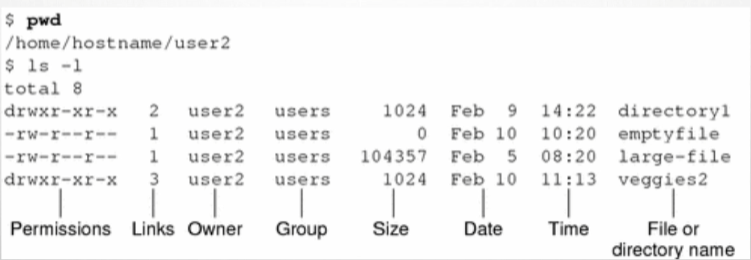 $ pwd
/home/hostname/user2
$ ls -l
total 8
drwxr-xr-x 2 user2 users 1024 Feb 9 14:22 directory1
-rw-r--r-- 1 user2 users 0 Feb 10 10:20 emptyfile
-rw-r--r-- 1 user2 users 104357 Feb 5 08:20 large-file
drwxr-xr-x 3 user2 users 1024 Feb 10 11:13 veggies2
Permissions Links Owner Group Size Date Time File or
directory name